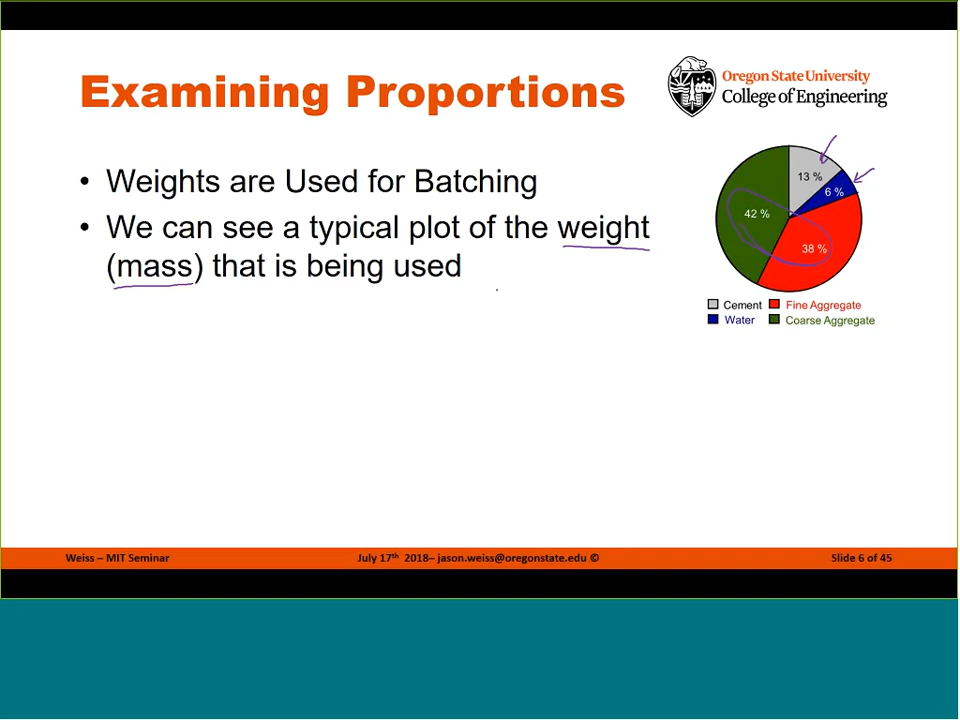 Examining Proportions
Oregon State University
College of Engineering
• Weights are Used for Batching
• We can see a typical plot of the weight
(mass) that is being used
13 %
6 %
42 %
38 %
Cement Fine Aggregate
Water Coarse Aggregate
Weiss – MIT Seminar July 17th 2018– jason.weiss@oregonstate.edu © Slide 6 of 45